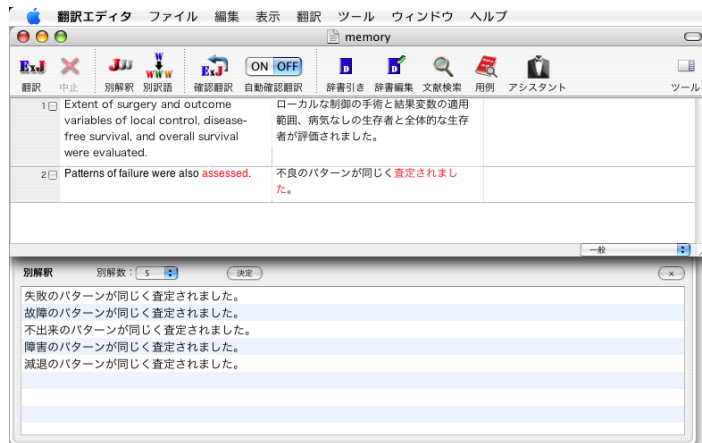 翻訳エディタ ファイル 編集 表示 翻訳 ツール ウィンドウ ヘルプ
memory
ExJ J W WWW ExJ ON OFF D D
翻訳 中止 別解釈 別訳語 確認翻訳 自動確認翻訳 辞書引き 辞書編集 文献検索 用例 アシスタント ツール
1 Extent of surgery and outcome
variables of local control, disease-
free survival, and overall survival
were evaluated.
ローカルな制御の手術と結果変数の適用
範囲、病気なしの生存者と全体的な生存
者が評価されました。
2 Patterns of failure were also assessed.
不良のパターンが同じく査定されまし
た。
一般
別解釈 別解数: 5 決定 ×
失敗のパターンが同じく査定されました。
故障のパターンが同じく査定されました。
不出来のパターンが同じく査定されました。
障害のパターンが同じく査定されました。
減退のパターンが同じく査定されました。